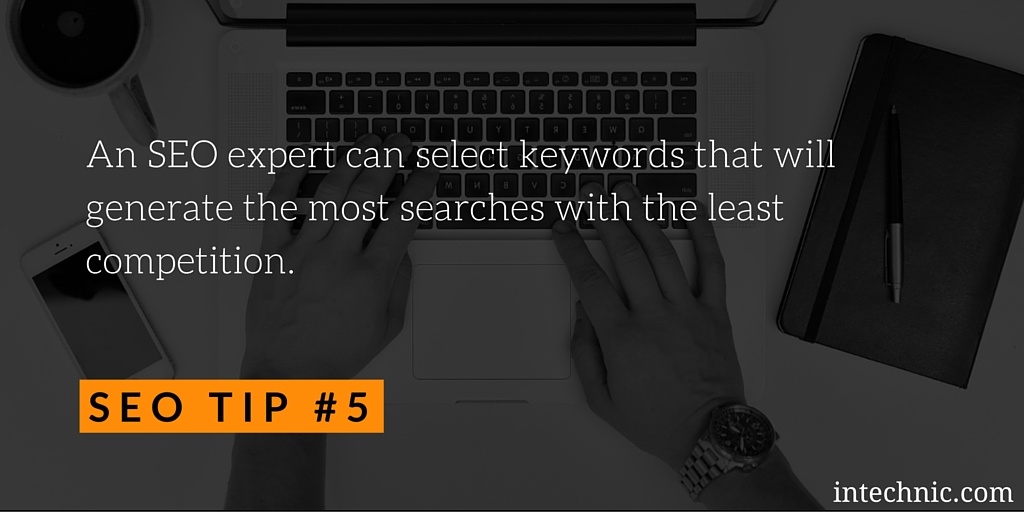 An SEO expert can select keywords that will
generate the most searches with the least
competition.
SEO TIP #5
intechnic.com